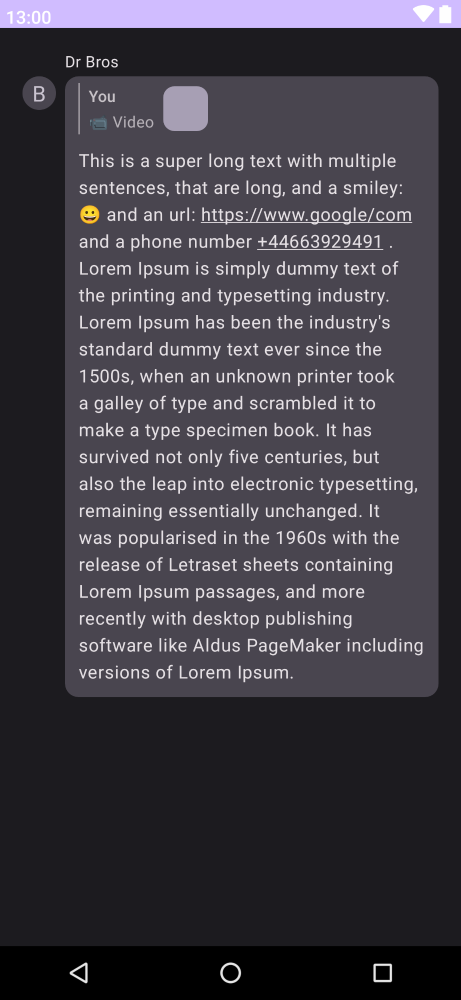 13:00
Dr Bros
B
You
📹 Video
This is a super long text with multiple
sentences, that are long, and a smiley:
😀 and an url: https://www.google/com
and a phone number +44663929491 .
Lorem Ipsum is simply dummy text of
the printing and typesetting industry.
Lorem Ipsum has been the industry's
standard dummy text ever since the
1500s, when an unknown printer took
a galley of type and scrambled it to
make a type specimen book. It has
survived not only five centuries, but
also the leap into electronic typesetting,
remaining essentially unchanged. It
was popularised in the 1960s with the
release of Letraset sheets containing
Lorem Ipsum passages, and more
recently with desktop publishing
software like Aldus PageMaker including
versions of Lorem Ipsum.